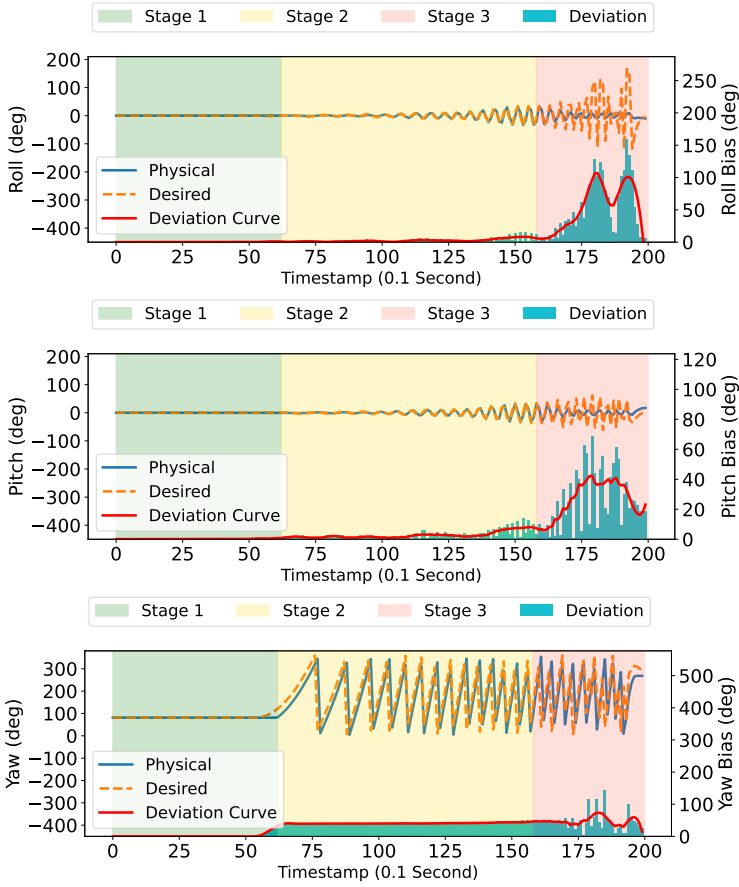 Stage 1 Stage 2 Stage 3 Deviation
200
100
0
−100
−200
−300
−400
Roll (deg)
Physical
Desired
Deviation Curve
250
200
150
100
50
0
Roll Bias (deg)
0 25 50 75 100 125 150 175 200
Timestamp (0.1 Second)
Stage 1 Stage 2 Stage 3 Deviation
200
100
0
−100
−200
−300
−400
Pitch (deg)
Physical
Desired
Deviation Curve
120
100
80
60
40
20
0
Pitch Bias (deg)
0 25 50 75 100 125 150 175 200
Timestamp (0.1 Second)
Stage 1 Stage 2 Stage 3 Deviation
300
200
100
0
−100
−200
−300
−400
Yaw (deg)
Physical
Desired
Deviation Curve
500
400
300
200
100
0
Yaw Bias (deg)
0 25 50 75 100 125 150 175 200
Timestamp (0.1 Second)